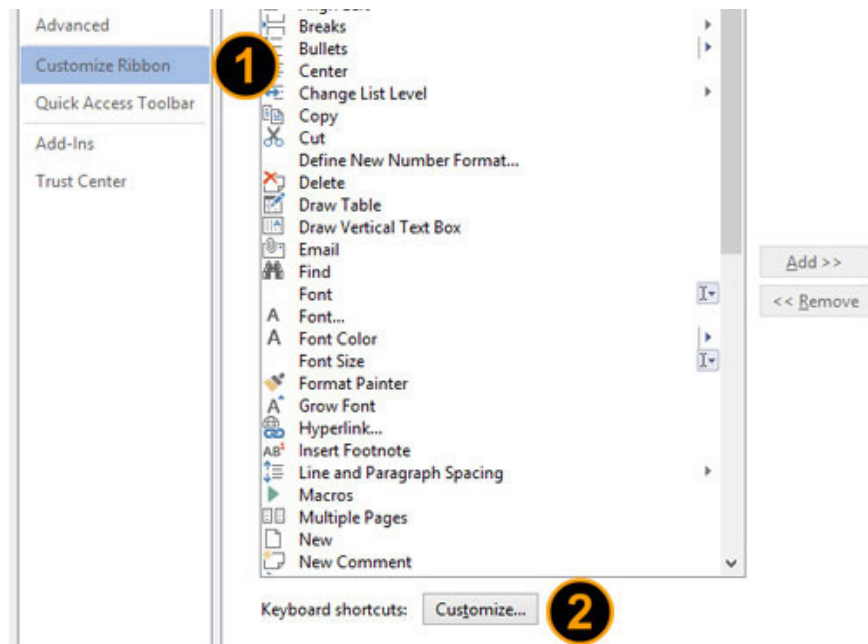 Advanced
Customize Ribbon
Quick Access Toolbar
Add-Ins
Trust Center
1
Breaks
Bullets
Center
Change List Level
Copy
Cut
Define New Number Format...
Delete
Draw Table
Draw Vertical Text Box
Email
Find
Font
Font...
Font Color
Font Size
Format Painter
Grow Font
Hyperlink...
Insert Footnote
Line and Paragraph Spacing
Macros
Multiple Pages
New
New Comment
Add >>
<< Remove
Keyboard shortcuts: Customize...
2